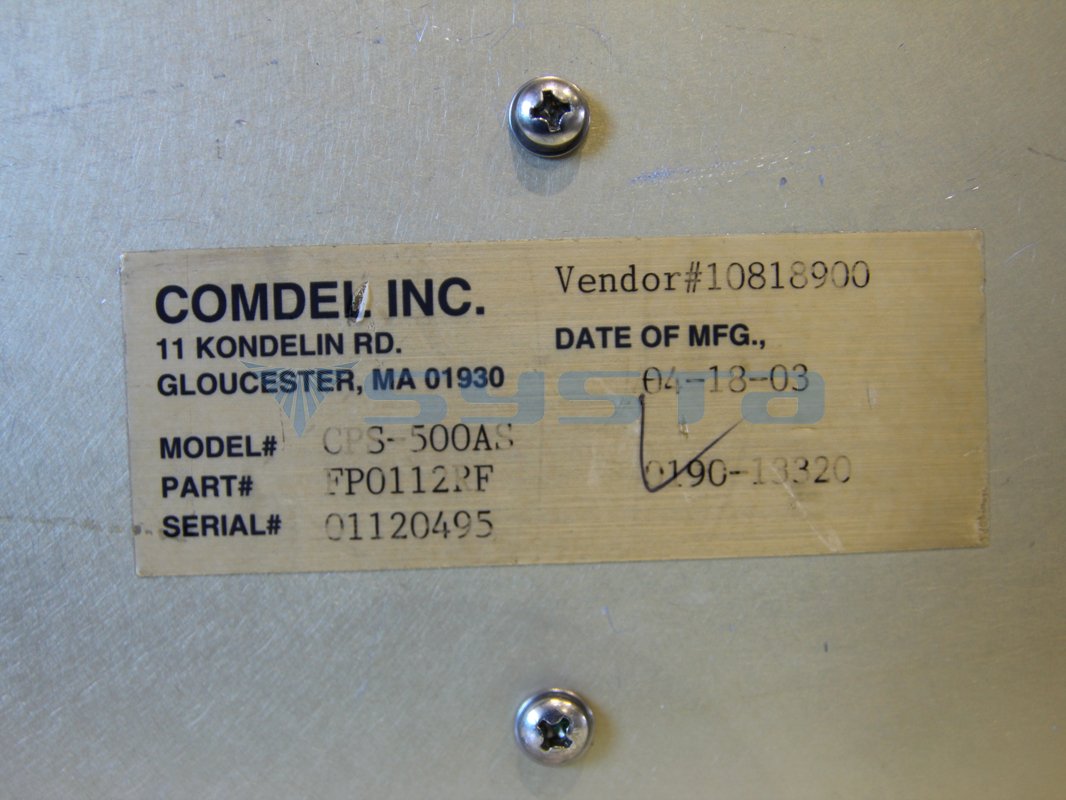 COMDEL INC.
11 KONDELIN RD.
GLOUCESTER, MA 01930
MODEL# CPS-500AS
PART# FP0112RF
SERIAL# 01120495
Vendor#10818900
DATE OF MFG.,
04-18-03
0190-13320
systa